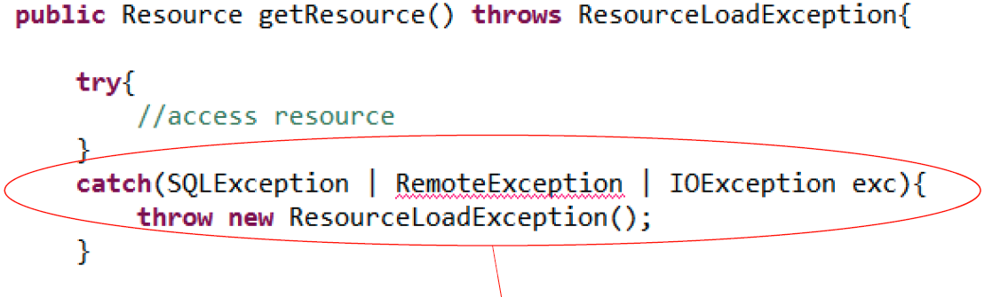 public Resource getResource() throws ResourceLoadException{
try{
//access resource
}
catch(SQLException | RemoteException | IOException exc){
throw new ResourceLoadException();
}